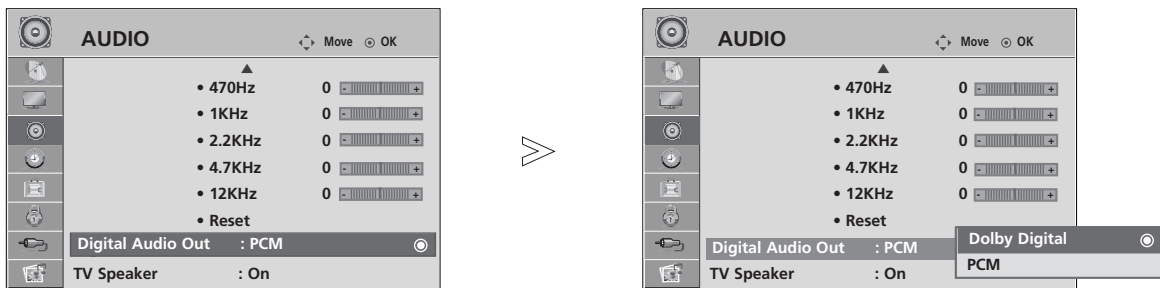 AUDIO Move OK
• 470Hz 0 - +
• 1KHz 0 - +
• 2.2KHz 0 - +
• 4.7KHz 0 - +
• 12KHz 0 - +
• Reset
Digital Audio Out : PCM
TV Speaker : On
AUDIO Move OK
• 470Hz 0 - +
• 1KHz 0 - +
• 2.2KHz 0 - +
• 4.7KHz 0 - +
• 12KHz 0 - +
• Reset
Digital Audio Out : PCM
Dolby Digital
PCM
TV Speaker : On